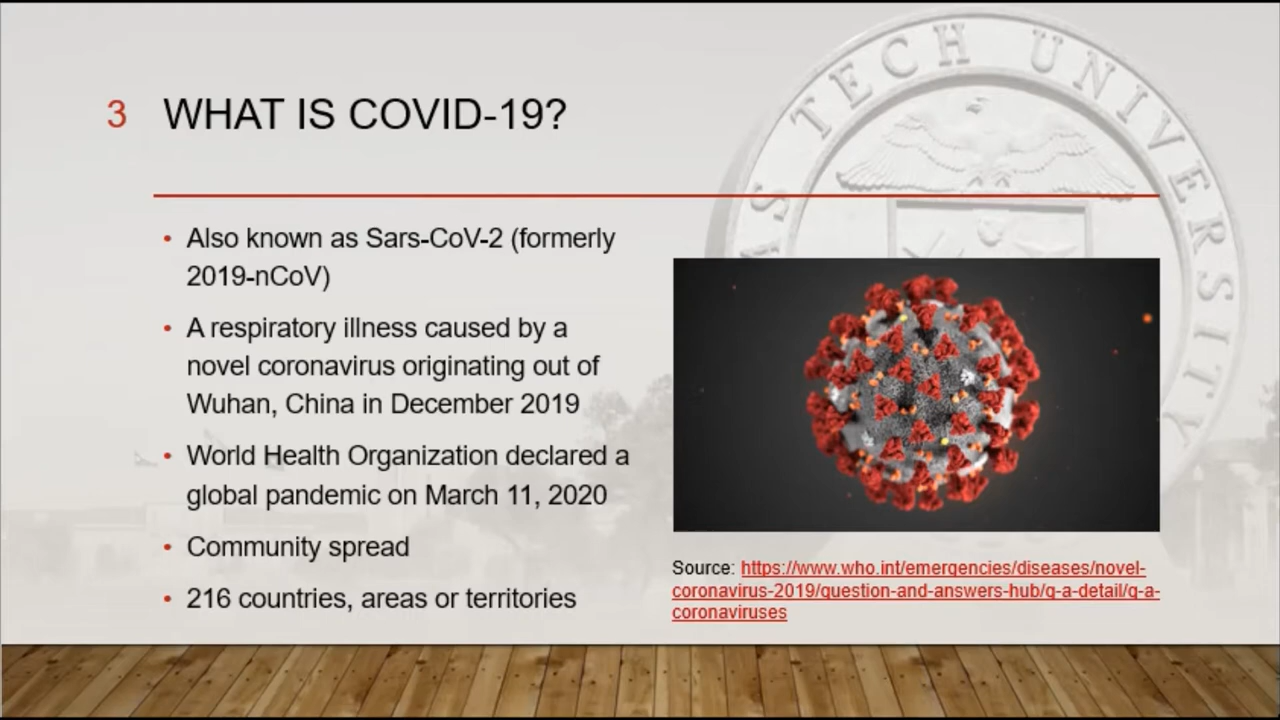 AS TECH UNIVERSITY
3 WHAT IS COVID-19?
• Also known as Sars-CoV-2 (formerly
2019-nCoV)
• A respiratory illness caused by a
novel coronavirus originating out of
Wuhan, China in December 2019
• World Health Organization declared a
global pandemic on March 11, 2020
• Community spread
• 216 countries, areas or territories
Source: https://www.who.int/emergencies/diseases/novel-
coronavirus-2019/question-and-answers-hub/q-a-detail/q-a-
coronaviruses